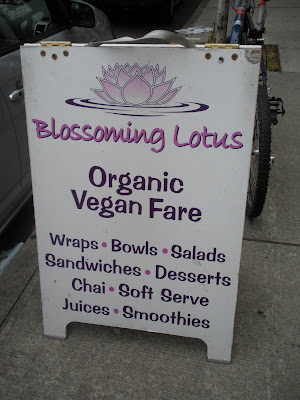 Blossoming Lotus
Organic
Vegan Fare
Wraps • Bowls • Salads
Sandwiches • Desserts
Chai • Soft Serve
Juices • Smoothies